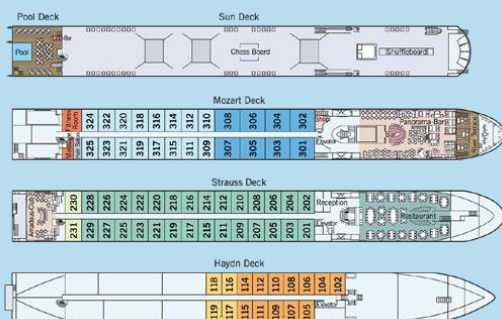 Pool Deck Sun Deck
Pool Bar Chess Board Shuffleboard
Mozart Deck
Fitness Room 324 322 320 318 316 314 312 310 308 306 304 302 Shop Panorama-Bar
Bar
325 323 321 319 317 315 311 309 307 305 303 301 Elevator
Strauss Deck
230 228 226 224 222 220 218 216 214 212 210 208 206 204 202 Reception
Amadeus-Club Restaurant
231 229 227 225 223 221 219 217 215 211 209 207 205 203 201 Elevator
Haydn Deck
118 116 114 112 110 108 106 104 102
119 117 115 111 109 107 105 Elevator